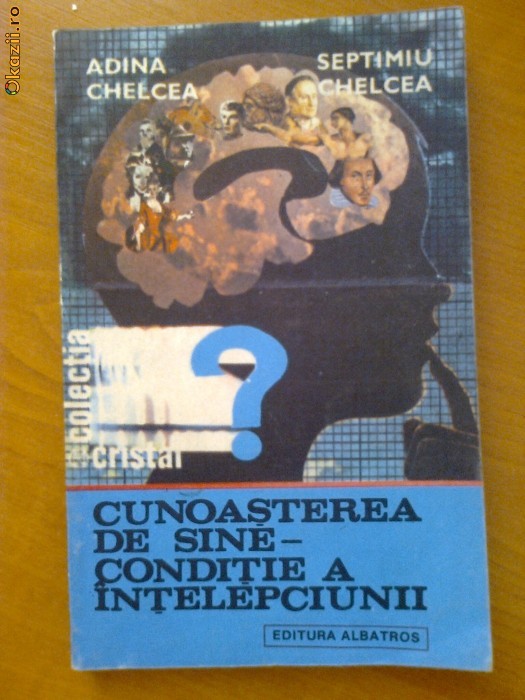 Okazii.ro
ADINA
CHELCEA
SEPTIMIU
CHELCEA
colecția
cristal
?
CUNOAȘTEREA
DE SINE –
CONDIȚIE A
ÎNȚELEPCIUNII
EDITURA ALBATROS